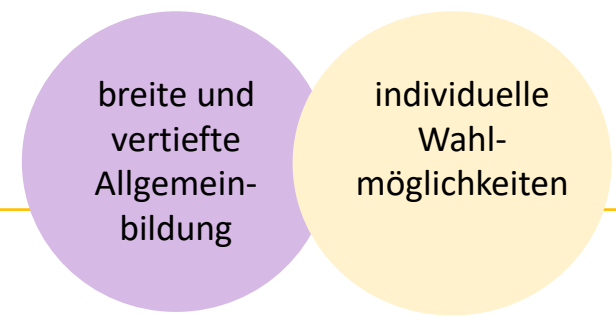 breite und
vertiefte
Allgemein-
bildung
individuelle
Wahl-
möglichkeiten